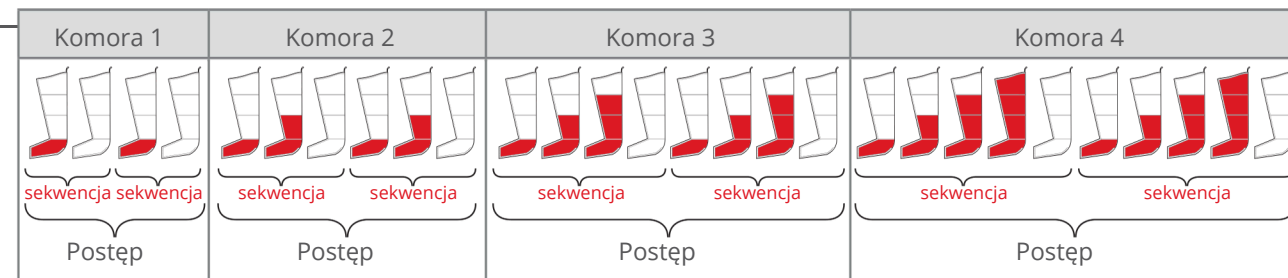 Komora 1 Komora 2 Komora 3 Komora 4
sekwencja sekwencja sekwencja sekwencja sekwencja sekwencja sekwencja sekwencja
Postęp Postęp Postęp Postęp